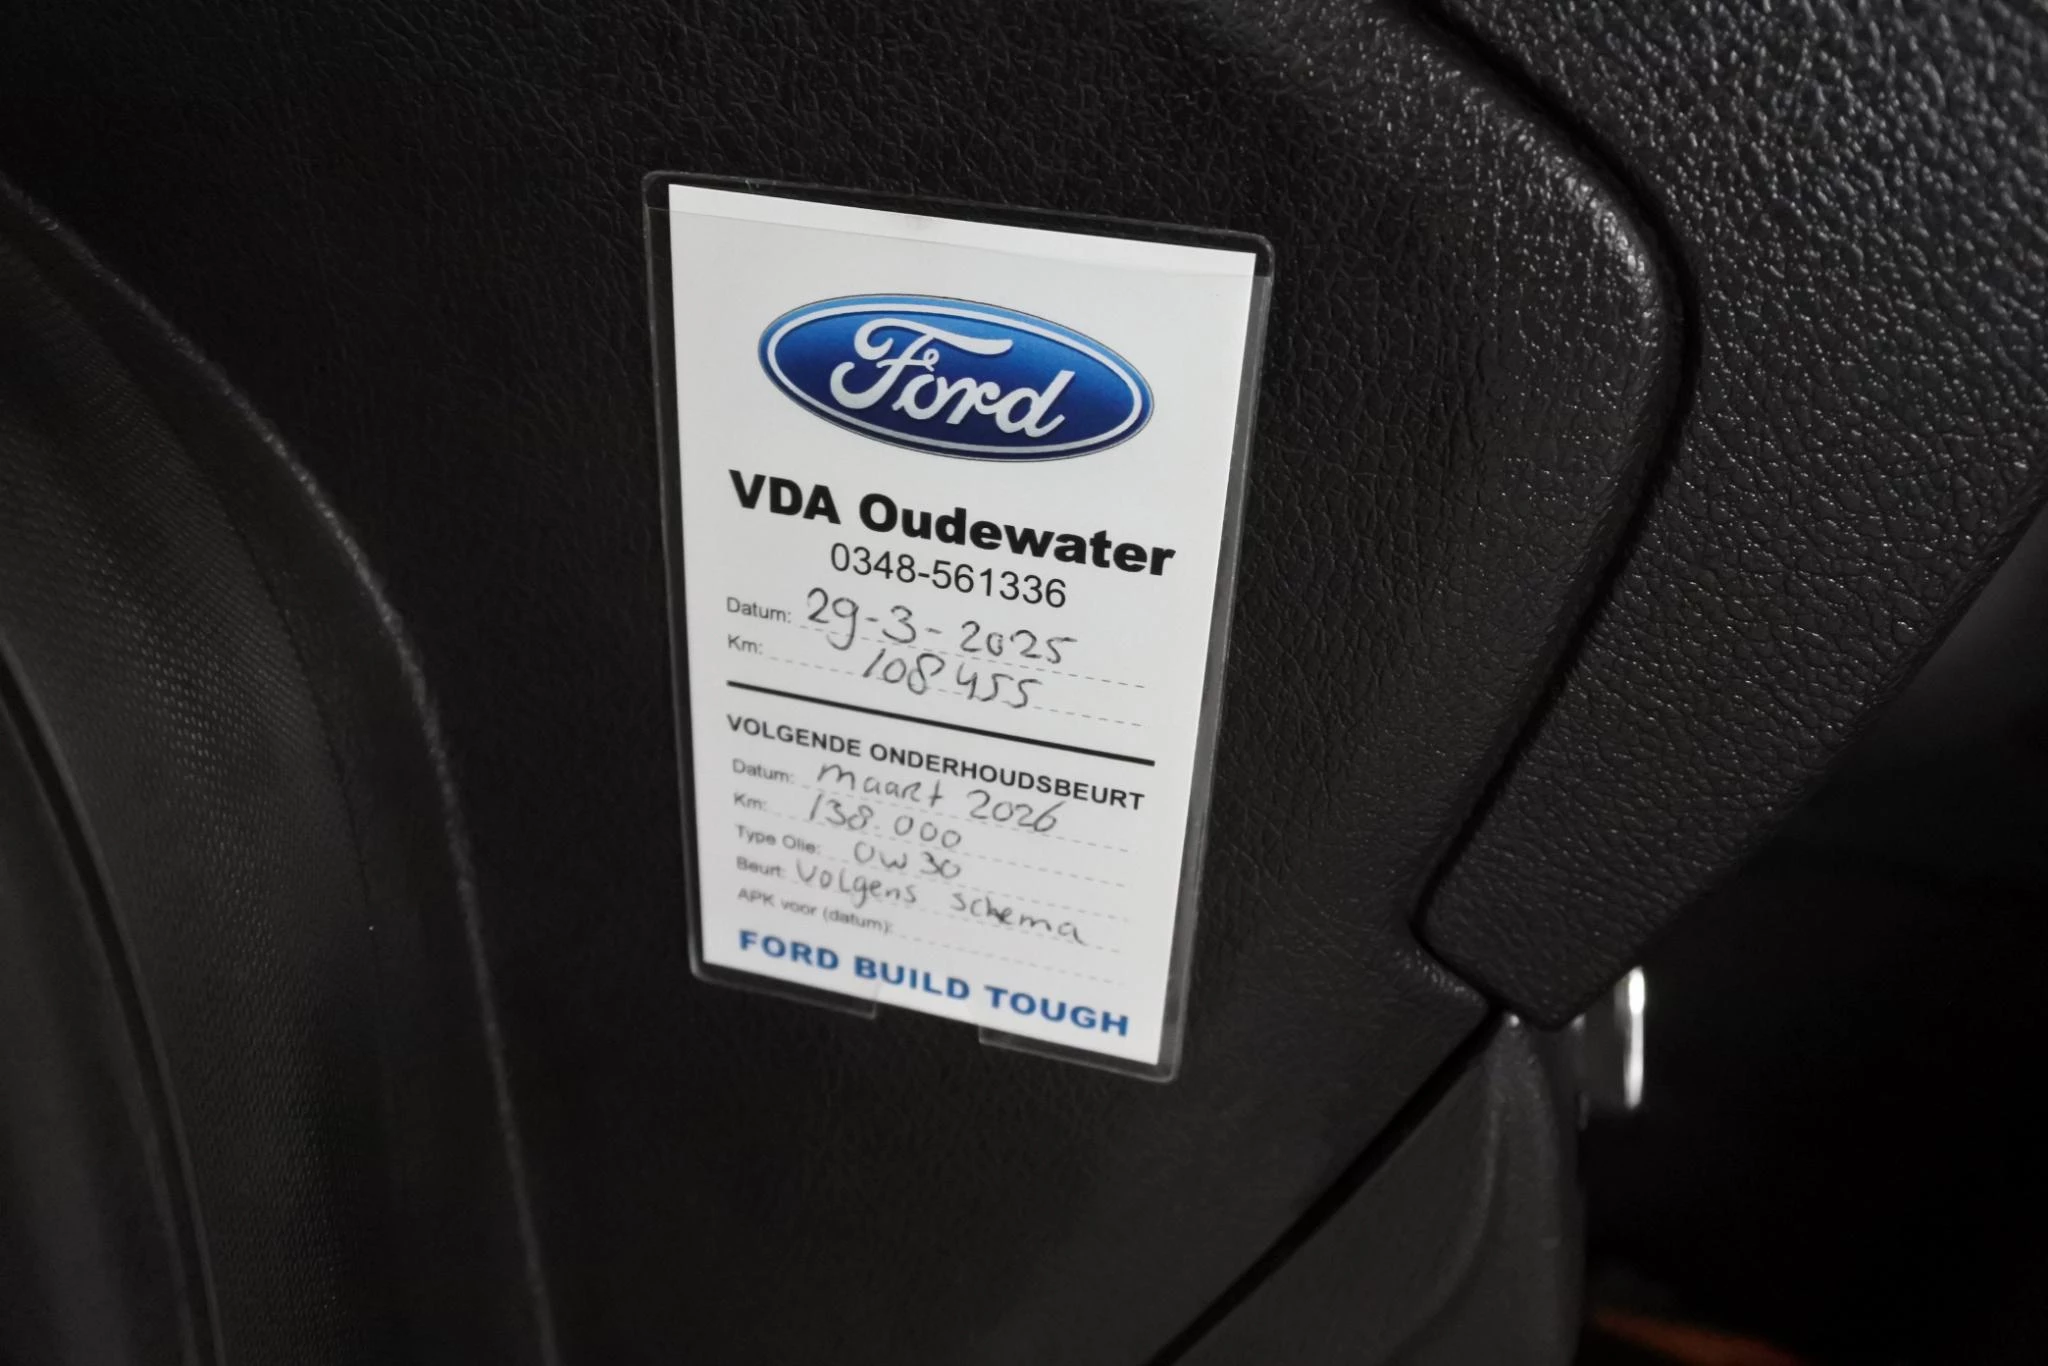 Ford
VDA Oudewater
0348-561336
Datum: 29-3-2025
Km: 108455
VOLGENDE ONDERHOUDSBEURT
Datum: maart 2026
Km: 138.000
Type Olie: 0W30
Beurt: volgens schema
APK voor (datum):
FORD BUILD TOUGH